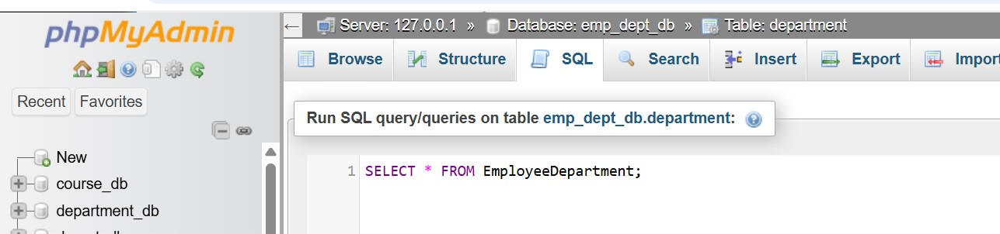 phpMyAdmin
Recent Favorites
New
course_db
department_db
Server: 127.0.0.1 » Database: emp_dept_db » Table: department
Browse Structure SQL Search Insert Export Import
Run SQL query/queries on table emp_dept_db.department:
1 SELECT * FROM EmployeeDepartment;